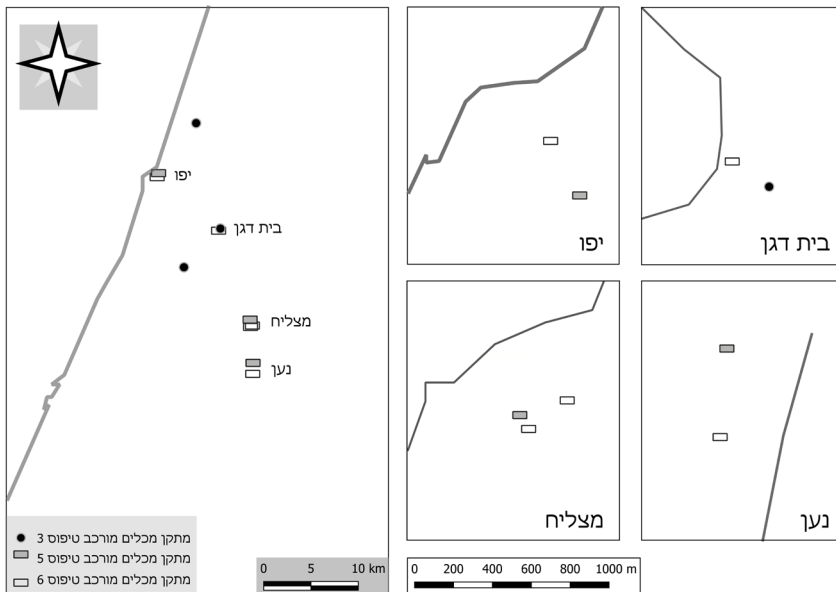 יפו
בית דגן
מצליח
נען
מתקן מכלים מורכב טיפוס 3
מתקן מכלים מורכב טיפוס 5
מתקן מכלים מורכב טיפוס 6
0 5 10 km
יפו
בית דגן
מצליח
נען
0 200 400 600 800 1000 m